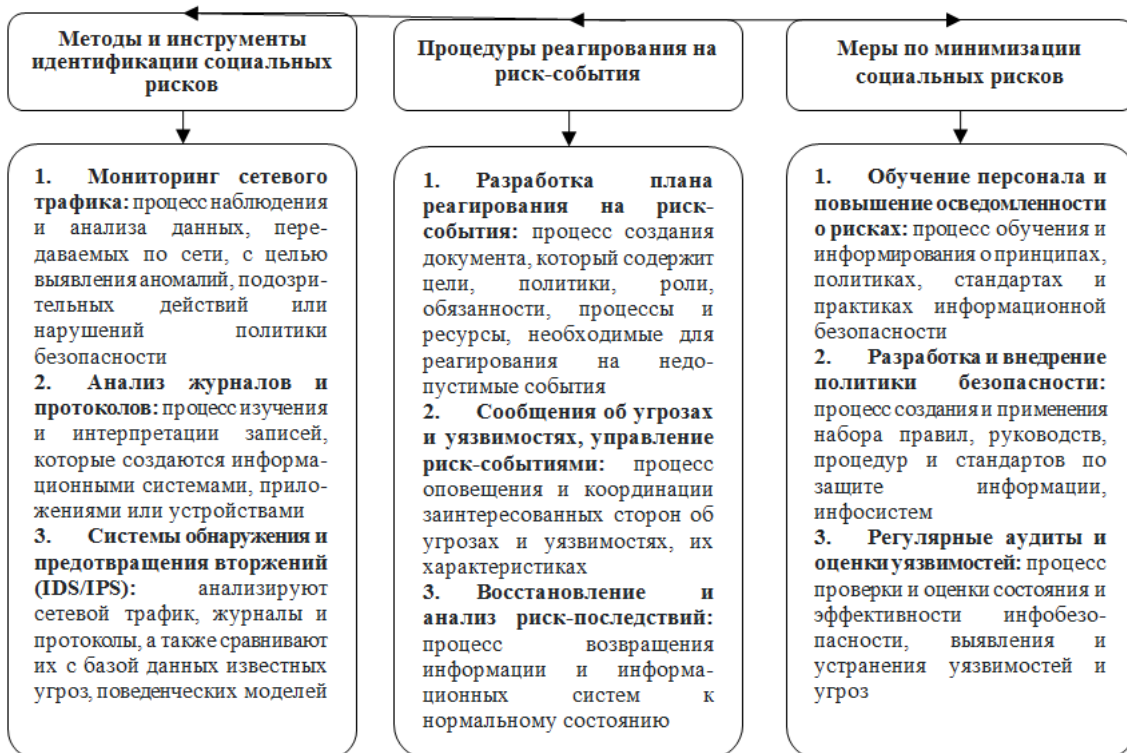 Методы и инструменты
идентификации социальных
рисков
Процедуры реагирования на
риск-события
Меры по минимизации
социальных рисков
1. Мониторинг сетевого
трафика: процесс наблюдения
и анализа данных, пере-
даваемых по сети, с целью
выявления аномалий, подозри-
тельных действий или
нарушений политики
безопасности
2. Анализ журналов и
протоколов: процесс изучения
и интерпретации записей,
которые создаются информа-
ционными системами, прило-
жениями или устройствами
3. Системы обнаружения и
предотвращения вторжений
(IDS/IPS): анализируют
сетевой трафик, журналы и
протоколы, а также сравнивают
их с базой данных известных
угроз, поведенческих моделей
1. Разработка плана
реагирования на риск-
события: процесс создания
документа, который содержит
цели, политики, роли,
обязанности, процессы и
ресурсы, необходимые для
реагирования на недо-
пустимые события
2. Сообщения об угрозах
и уязвимостях, управление
риск-событиями: процесс
оповещения и координации
заинтересованных сторон об
угрозах и уязвимостях, их
характеристиках
3. Восстановление и
анализ риск-последствий:
процесс возвращения
информации и информа-
ционных систем к
нормальному состоянию
1. Обучение персонала и
повышение осведомленности
о рисках: процесс обучения и
информирования о принципах,
политиках, стандартах и
практиках информационной
безопасности
2. Разработка и внедрение
политики безопасности:
процесс создания и применения
набора правил, руководств,
процедур и стандартов по
защите информации,
инфосистем
3. Регулярные аудиты и
оценки уязвимостей: процесс
проверки и оценки состояния и
эффективности инфобезо-
пасности, выявления и
устранения уязвимостей и
угроз